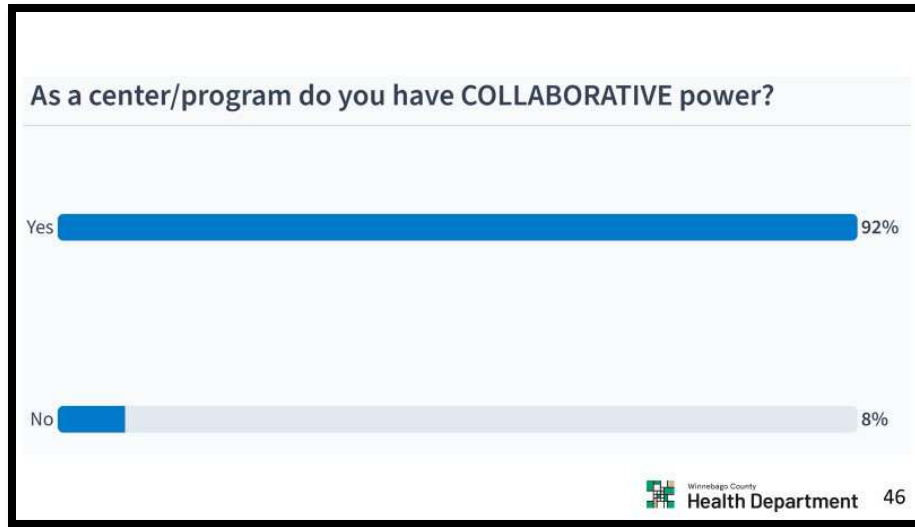 As a center/program do you have COLLABORATIVE power?
Yes 92%
No 8%
Winnebago County
Health Department 46